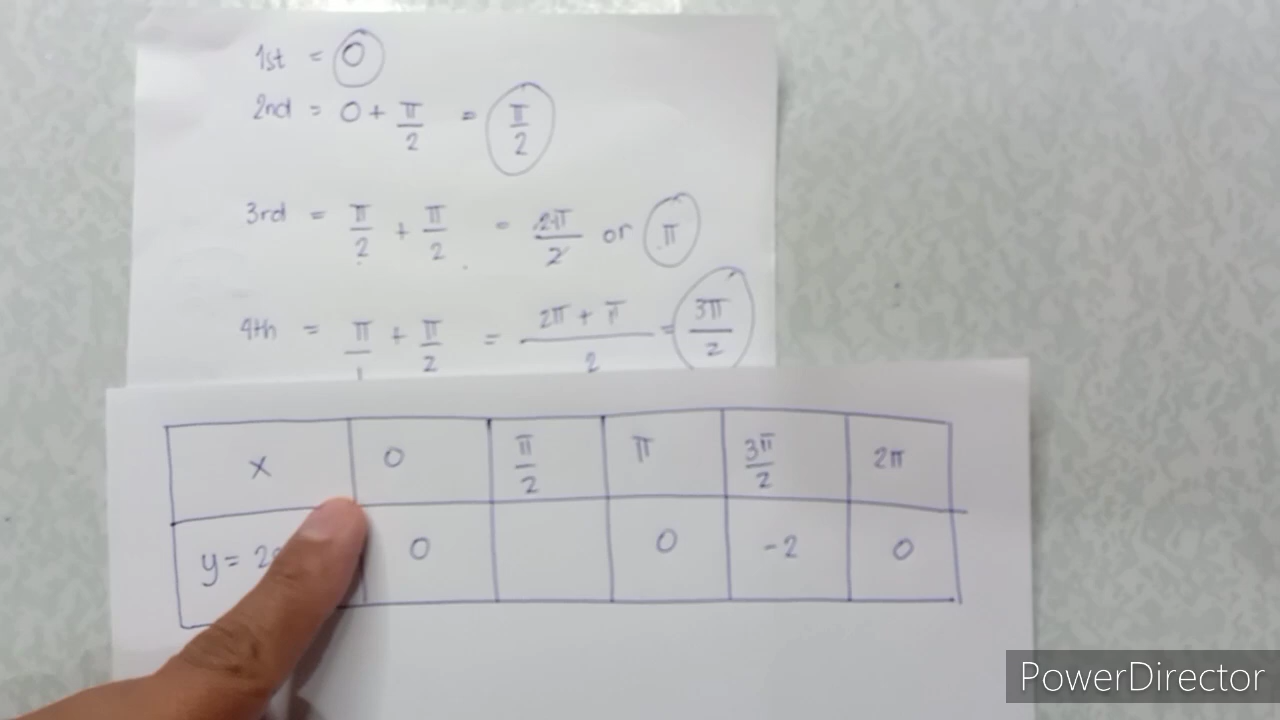 1st = 0
2nd = 0 + π/2 = π/2
3rd = π/2 + π/2 = 2π/2 or π
4th = π/1 + π/2 = 2π + π/2 = 3π/2
x 0 π/2 π 3π/2 2π
y = 2 0 0 -2 0
PowerDirector